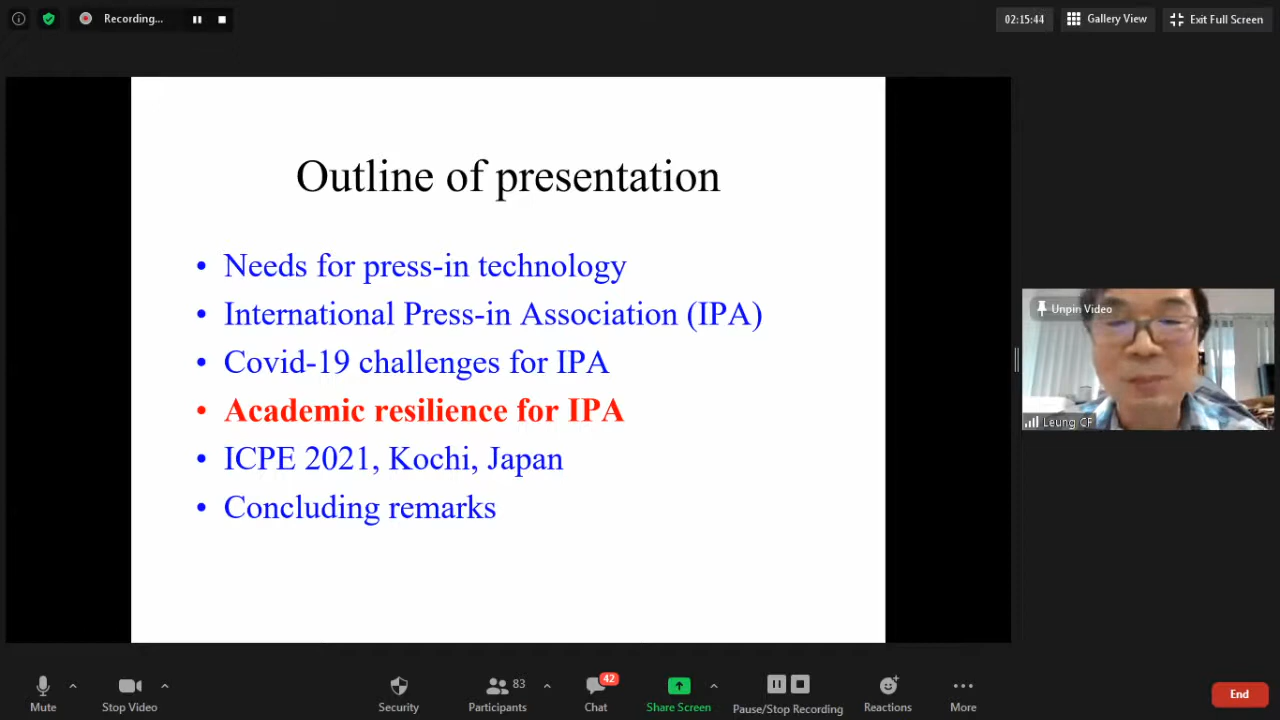 Recording...
02:15:44
Gallery View
Exit Full Screen
Outline of presentation
• Needs for press-in technology
• International Press-in Association (IPA)
• Covid-19 challenges for IPA
• Academic resilience for IPA
• ICPE 2021, Kochi, Japan
• Concluding remarks
Unpin Video
Leung CF
Mute
Stop Video
Security
83
Participants
42
Chat
Share Screen
Pause/Stop Recording
Reactions
More
End